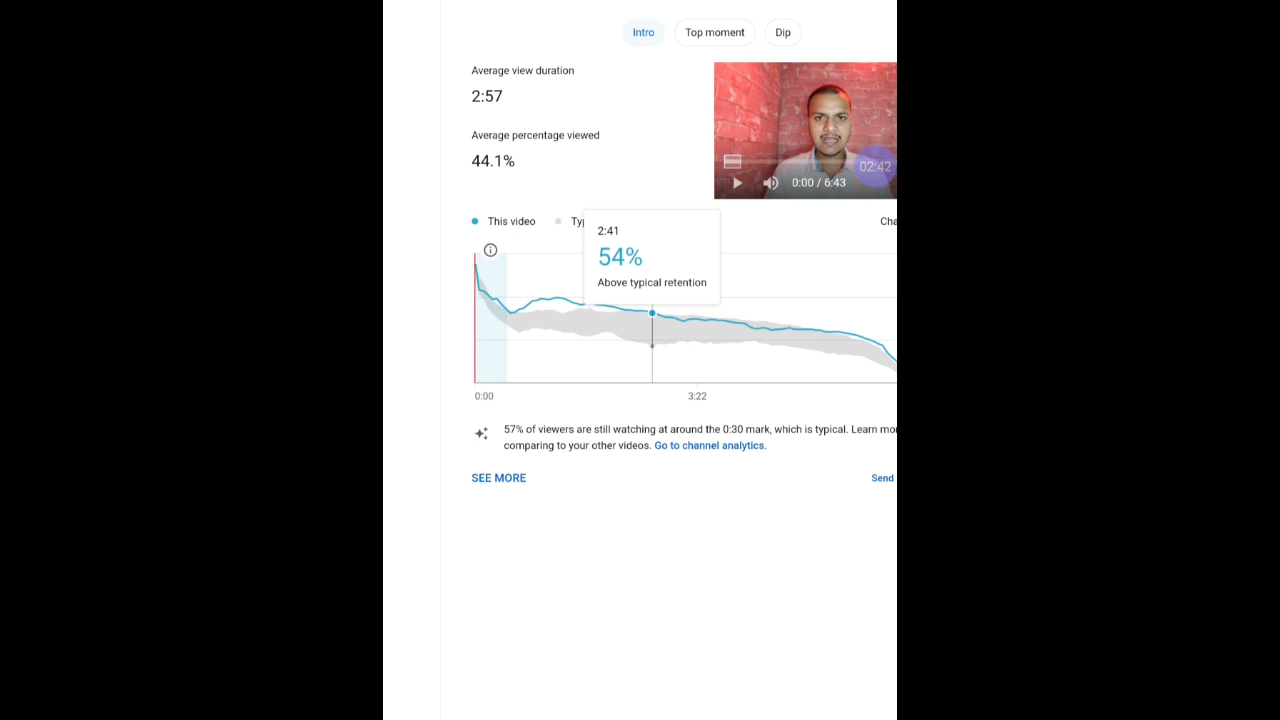 Intro Top moment Dip
Average view duration
2:57
Average percentage viewed
44.1%
02:42
0:00 / 6:43
This video
2:41
54%
Above typical retention
0:00 3:22
57% of viewers are still watching at around the 0:30 mark, which is typical. Learn
comparing to your other videos. Go to channel analytics.
SEE MORE Send